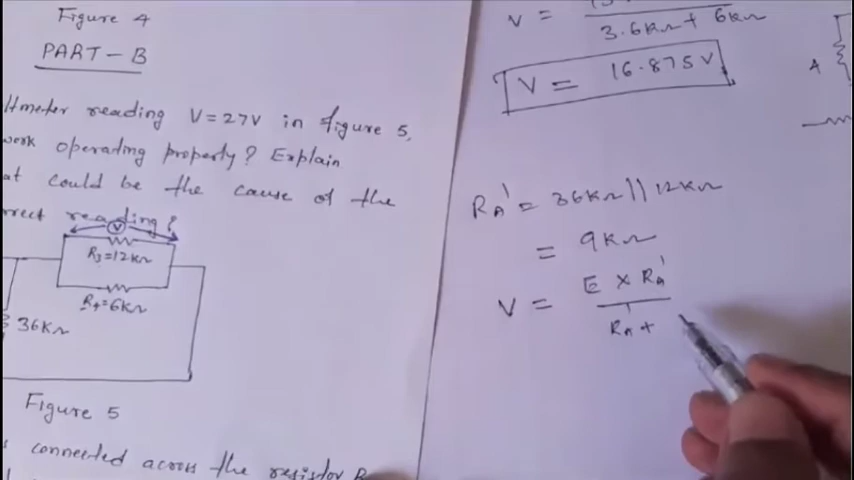 Figure 4
PART-B
ltmeter reading V=27V in figure 5,
work operating property? Explain
at could be the cause of the
rrect reading?
V
R3=12KΩ
R4=6KΩ
36KΩ
Figure 5
connected across the resistor R
V =
3.6KΩ + 6KΩ
V = 16.875V
A
RA' = 36KΩ || 12KΩ
= 9KΩ
V = E × RA'
RA' +